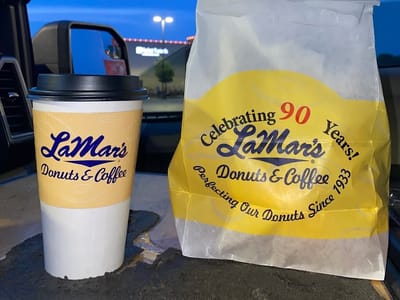 LaMar's
Donuts & Coffee
Celebrating 90 Years!
LaMar's
Donuts & Coffee
Perfecting Our Donuts Since 1933